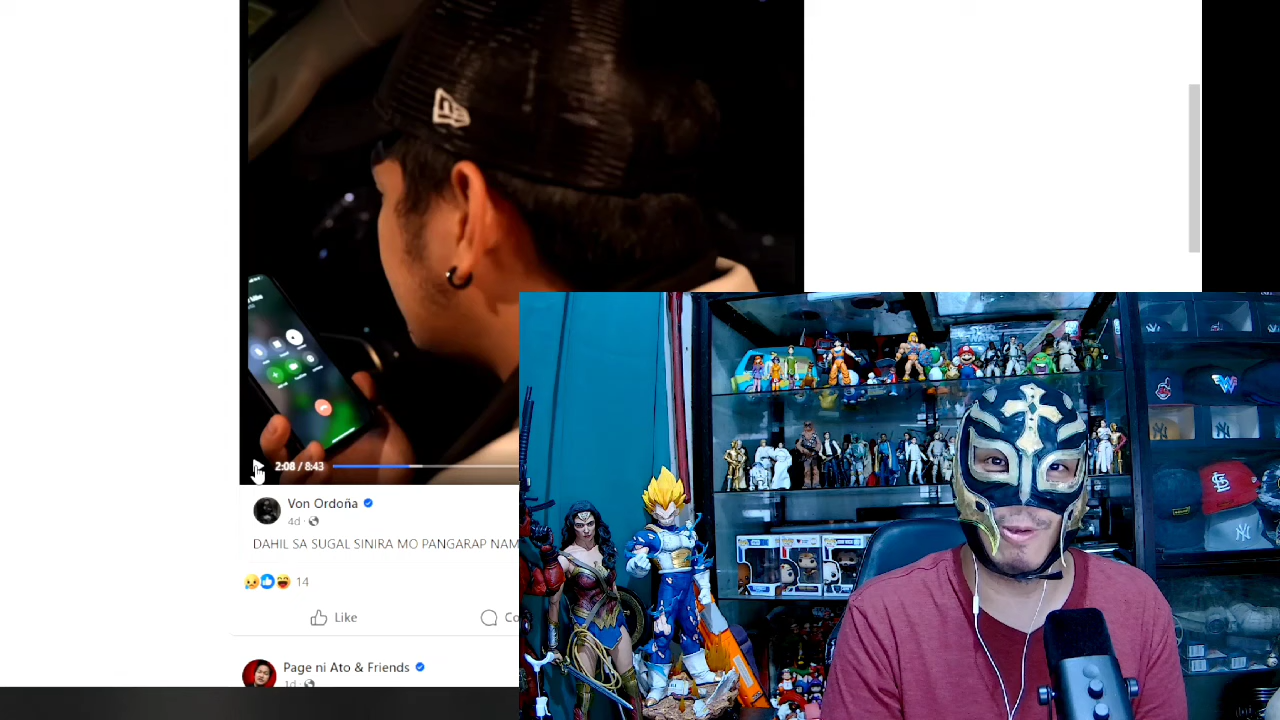 2:08 / 8:43
Von Ordoña
4d
DAHIL SA SUGAL SINIRA MO PANGARAP NAM
14
Like
Co
Page ni Ato & Friends
1d